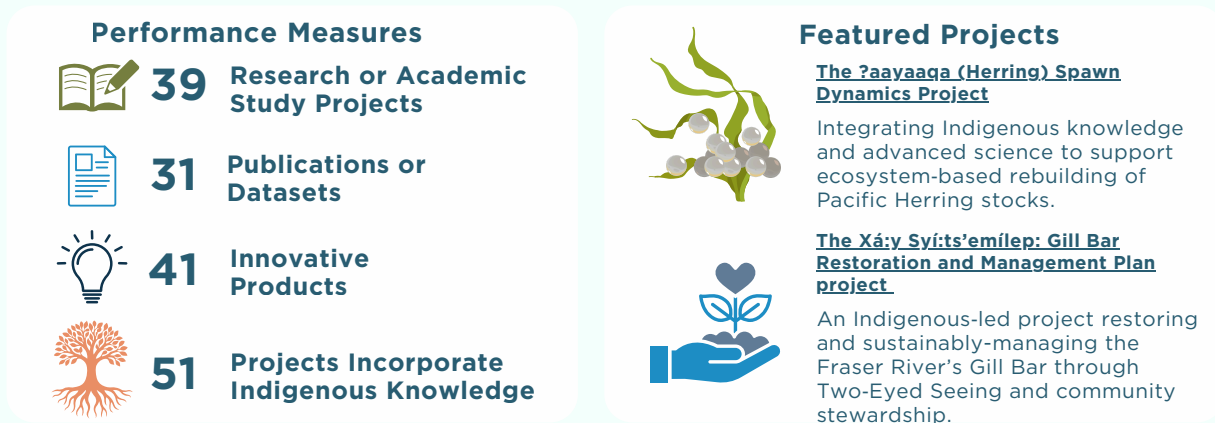 Performance Measures
39
Research or Academic
Study Projects
31
Publications or
Datasets
41
Innovative
Products
51
Projects Incorporate
Indigenous Knowledge
Featured Projects
The ?aayaaqa (Herring) Spawn
Dynamics Project
Integrating Indigenous knowledge
and advanced science to support
ecosystem-based rebuilding of
Pacific Herring stocks.
The Xá:y Syí:ts’emílep: Gill Bar
Restoration and Management Plan
project
An Indigenous-led project restoring
and sustainably-managing the
Fraser River’s Gill Bar through
Two-Eyed Seeing and community
stewardship.